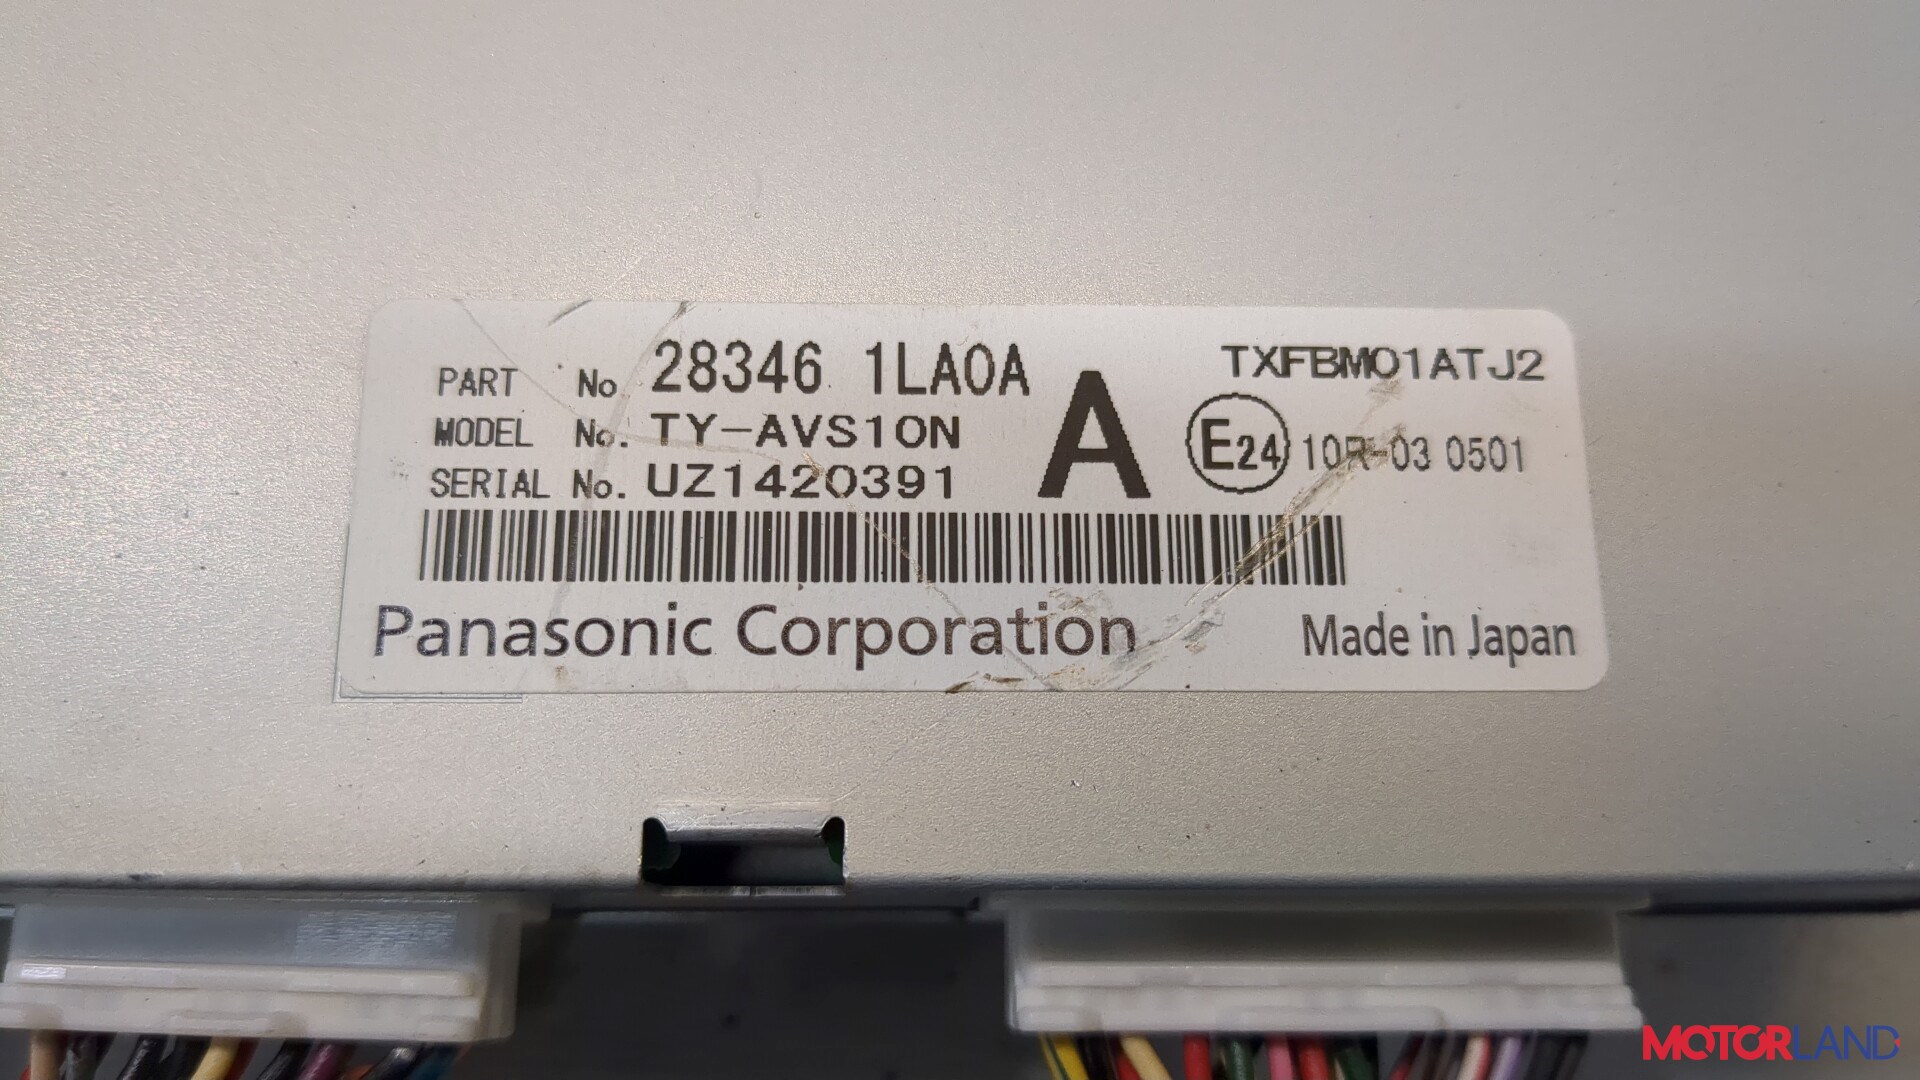 PART No. 28346 1LA0A
TXFBM01ATJ2
MODEL No. TY-AVS10N
A
E24 10R-03 0501
SERIAL No. UZ1420391
Panasonic Corporation
Made in Japan
MOTORLAND